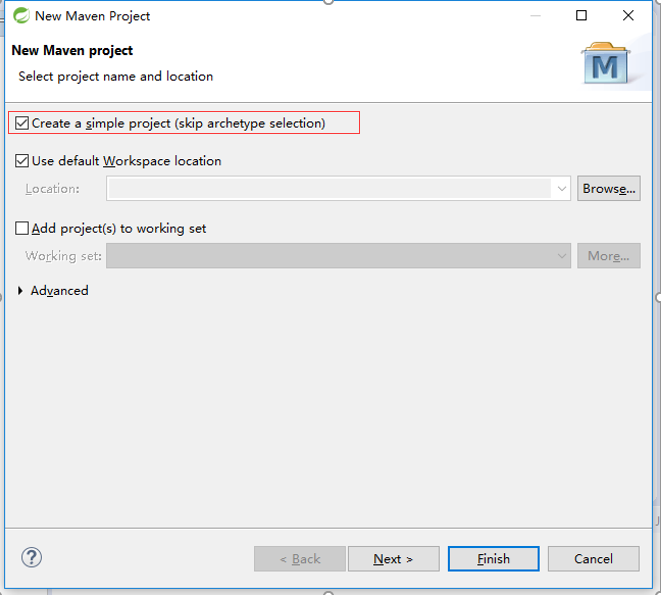 New Maven Project
New Maven project
Select project name and location
M
Create a simple project (skip archetype selection)
Use default Workspace location
Location:
Browse...
Add project(s) to working set
Working set:
More...
Advanced
?
< Back
Next >
Finish
Cancel